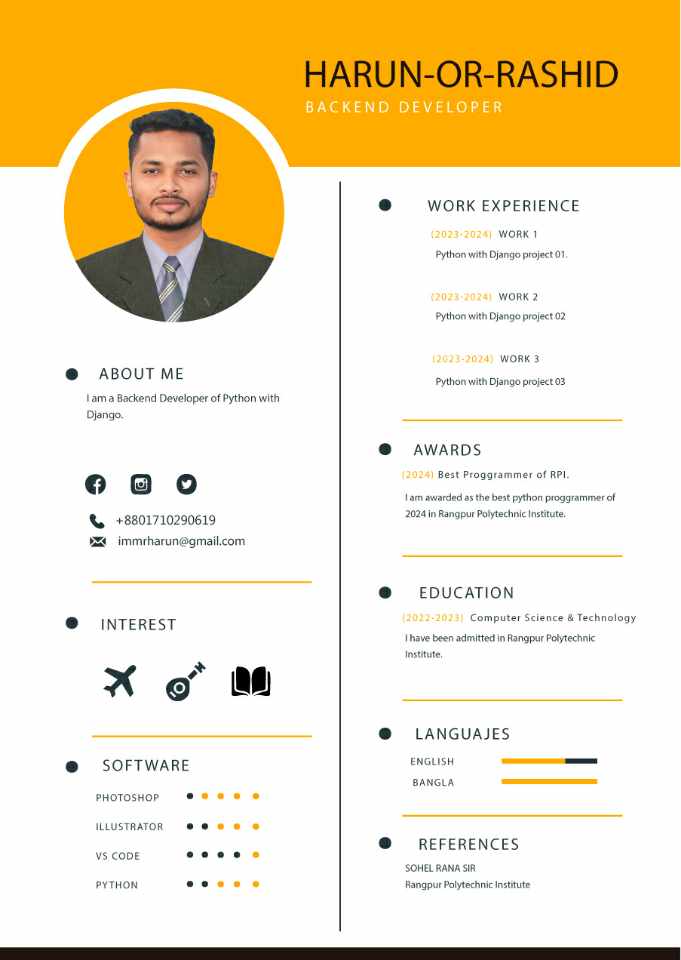 HARUN-OR-RASHID
BACKEND DEVELOPER
ABOUT ME
I am a Backend Developer of Python with
Django.
+8801710290619
immrharun@gmail.com
INTEREST
SOFTWARE
PHOTOSHOP
ILLUSTRATOR
VS CODE
PYTHON
WORK EXPERIENCE
(2023-2024) WORK 1
Python with Django project 01.
(2023-2024) WORK 2
Python with Django project 02
(2023-2024) WORK 3
Python with Django project 03
AWARDS
(2024) Best Proggrammer of RPI.
I am awarded as the best python proggrammer of
2024 in Rangpur Polytechnic Institute.
EDUCATION
(2022-2023) Computer Science & Technology
I have been admitted in Rangpur Polytechnic
Institute.
LANGUAJES
ENGLISH
BANGLA
REFERENCES
SOHEL RANA SIR
Rangpur Polytechnic Institute